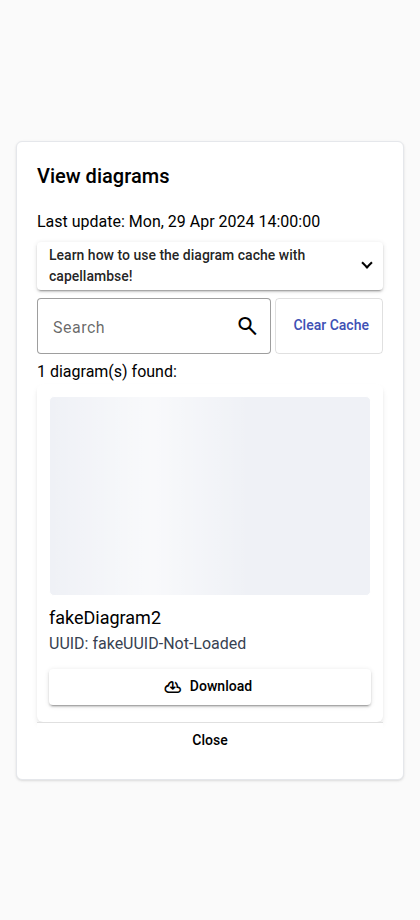 View diagrams
Last update: Mon, 29 Apr 2024 14:00:00
Learn how to use the diagram cache with
capellambse!
Search
Clear Cache
1 diagram(s) found:
fakeDiagram2
UUID: fakeUUID-Not-Loaded
Download
Close